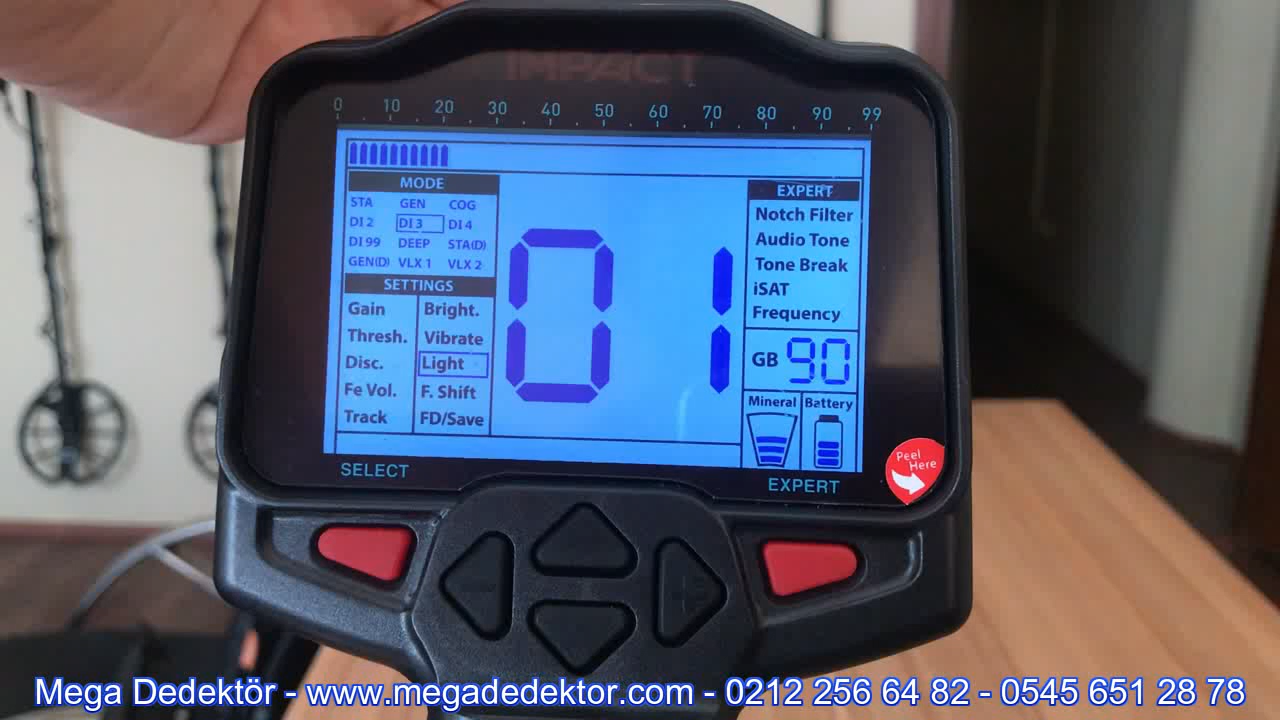 IMPACT
0 10 20 30 40 50 60 70 80 90 99
MODE
STA GEN COG
DI 2 DI 3 DI 4
DI 99 DEEP STA(D)
GEN(D) VLX 1 VLX 2
SETTINGS
Gain Bright.
Thresh. Vibrate
Disc. Light
Fe Vol. F. Shift
Track FD/Save
01
EXPERT
Notch Filter
Audio Tone
Tone Break
iSAT
Frequency
GB 90
Mineral Battery
SELECT
EXPERT
Peel
Here
Mega Dedektör - www.megadedektor.com - 0212 256 64 82 - 0545 651 28 78